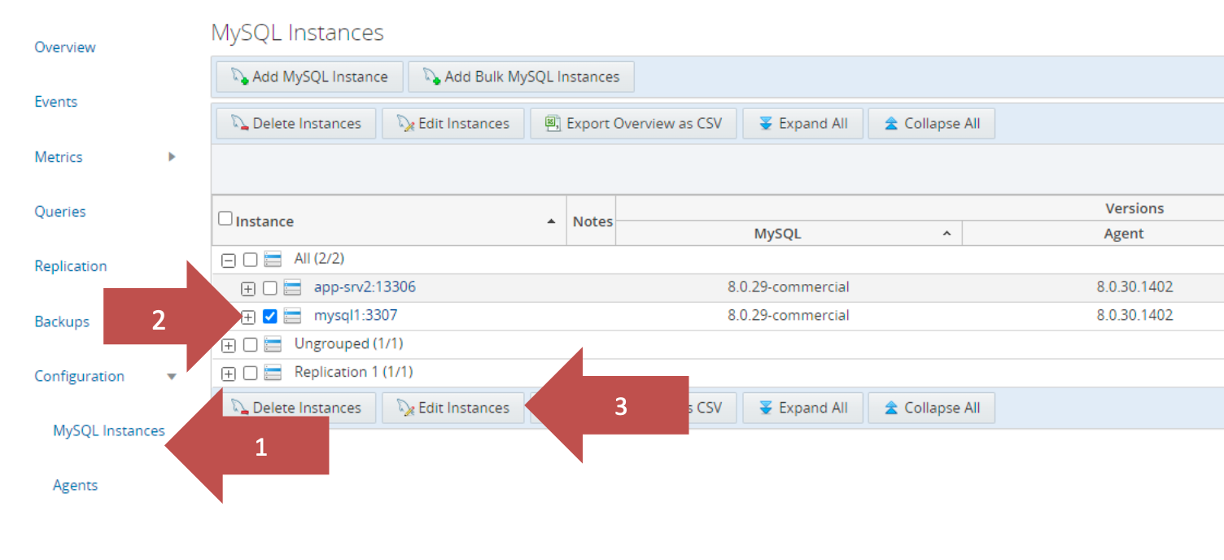 MySQL Instances
Overview
Add MySQL Instance Add Bulk MySQL Instances
Events
Delete Instances Edit Instances Export Overview as CSV Expand All Collapse All
Metrics
Queries
Instance Notes Versions
MySQL Agent
All (2/2)
Replication
app-srv2:13306 8.0.29-commercial 8.0.30.1402
Backups 2 mysql1:3307 8.0.29-commercial 8.0.30.1402
Ungrouped (1/1)
Configuration Replication 1 (1/1)
Delete Instances Edit Instances 3 s CSV Expand All Collapse All
MySQL Instances 1
Agents